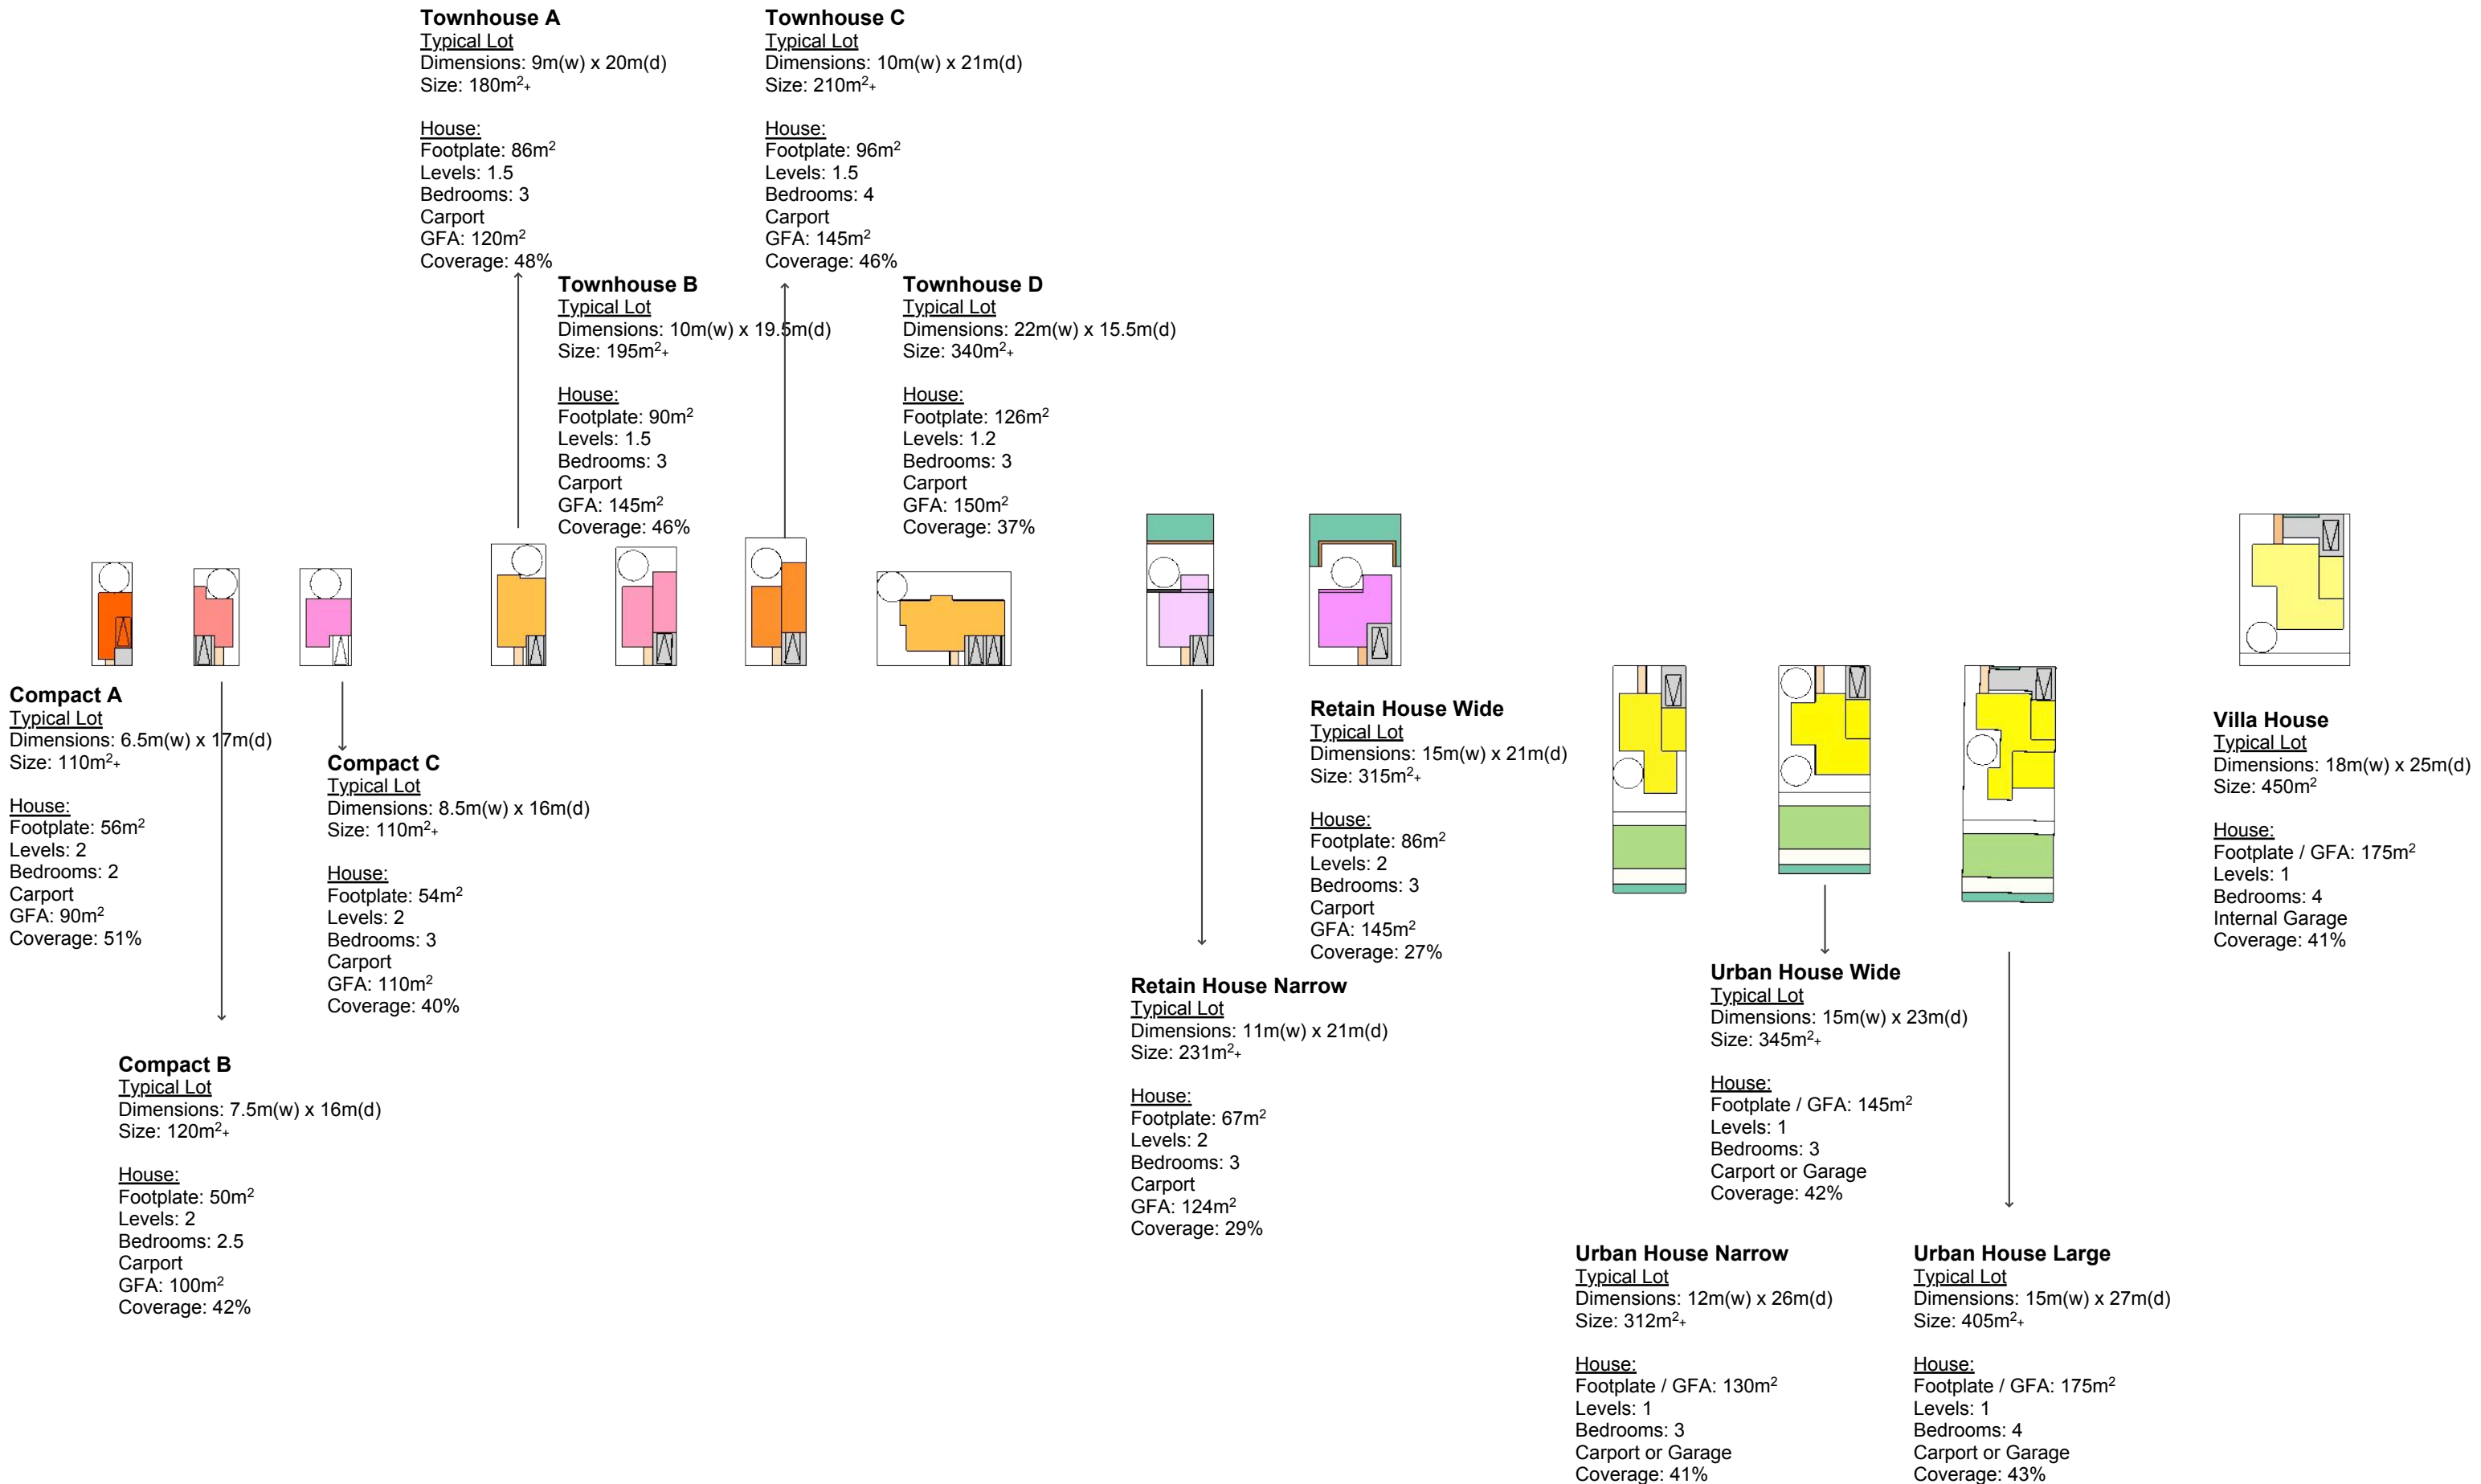 Townhouse A
Typical Lot
Dimensions: 9m(w) x 20m(d)
Size: 180m²+
House:
Footplate: 86m²
Levels: 1.5
Bedrooms: 3
Carport
GFA: 120m²
Coverage: 48%
Townhouse C
Typical Lot
Dimensions: 10m(w) x 21m(d)
Size: 210m²+
House:
Footplate: 96m²
Levels: 1.5
Bedrooms: 4
Carport
GFA: 145m²
Coverage: 46%
Townhouse B
Typical Lot
Dimensions: 10m(w) x 19.5m(d)
Size: 195m²+
House:
Footplate: 90m²
Levels: 1.5
Bedrooms: 3
Carport
GFA: 145m²
Coverage: 46%
Townhouse D
Typical Lot
Dimensions: 22m(w) x 15.5m(d)
Size: 340m²+
House:
Footplate: 126m²
Levels: 1.2
Bedrooms: 3
Carport
GFA: 150m²
Coverage: 37%
Compact A
Typical Lot
Dimensions: 6.5m(w) x 17m(d)
Size: 110m²+
House:
Footplate: 56m²
Levels: 2
Bedrooms: 2
Carport
GFA: 90m²
Coverage: 51%
Compact C
Typical Lot
Dimensions: 8.5m(w) x 16m(d)
Size: 110m²+
House:
Footplate: 54m²
Levels: 2
Bedrooms: 3
Carport
GFA: 110m²
Coverage: 40%
Compact B
Typical Lot
Dimensions: 7.5m(w) x 16m(d)
Size: 120m²+
House:
Footplate: 50m²
Levels: 2
Bedrooms: 2.5
Carport
GFA: 100m²
Coverage: 42%
Retain House Wide
Typical Lot
Dimensions: 15m(w) x 21m(d)
Size: 315m²+
House:
Footplate: 86m²
Levels: 2
Bedrooms: 3
Carport
GFA: 145m²
Coverage: 27%
Retain House Narrow
Typical Lot
Dimensions: 11m(w) x 21m(d)
Size: 231m²+
House:
Footplate: 67m²
Levels: 2
Bedrooms: 3
Carport
GFA: 124m²
Coverage: 29%
Villa House
Typical Lot
Dimensions: 18m(w) x 25m(d)
Size: 450m²
House:
Footplate / GFA: 175m²
Levels: 1
Bedrooms: 4
Internal Garage
Coverage: 41%
Urban House Wide
Typical Lot
Dimensions: 15m(w) x 23m(d)
Size: 345m²+
House:
Footplate / GFA: 145m²
Levels: 1
Bedrooms: 3
Carport or Garage
Coverage: 42%
Urban House Narrow
Typical Lot
Dimensions: 12m(w) x 26m(d)
Size: 312m²+
House:
Footplate / GFA: 130m²
Levels: 1
Bedrooms: 3
Carport or Garage
Coverage: 41%
Urban House Large
Typical Lot
Dimensions: 15m(w) x 27m(d)
Size: 405m²+
House:
Footplate / GFA: 175m²
Levels: 1
Bedrooms: 4
Carport or Garage
Coverage: 43%